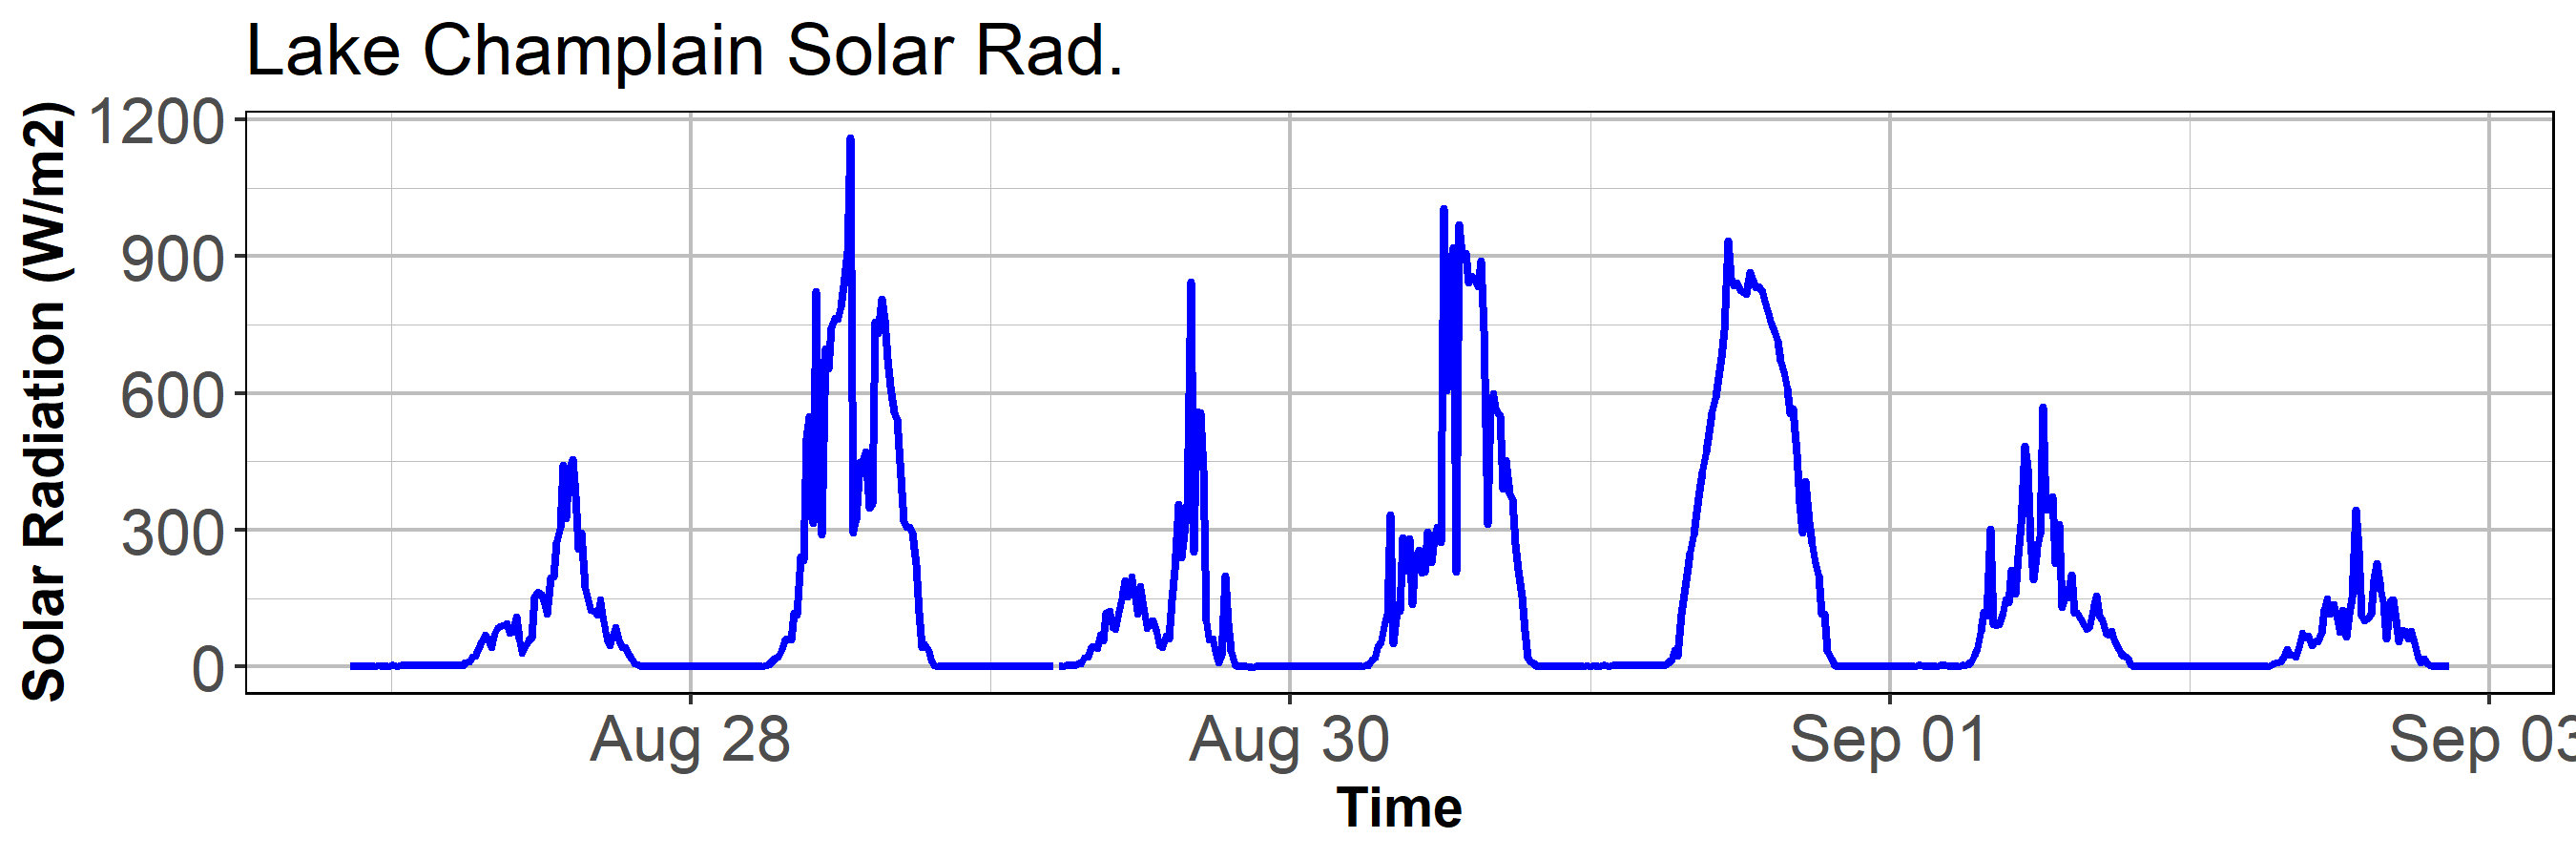 Lake Champlain Solar Rad.
Solar Radiation (W/m2)
1200
900
600
300
0
Aug 28 Aug 30 Sep 01 Sep 03
Time